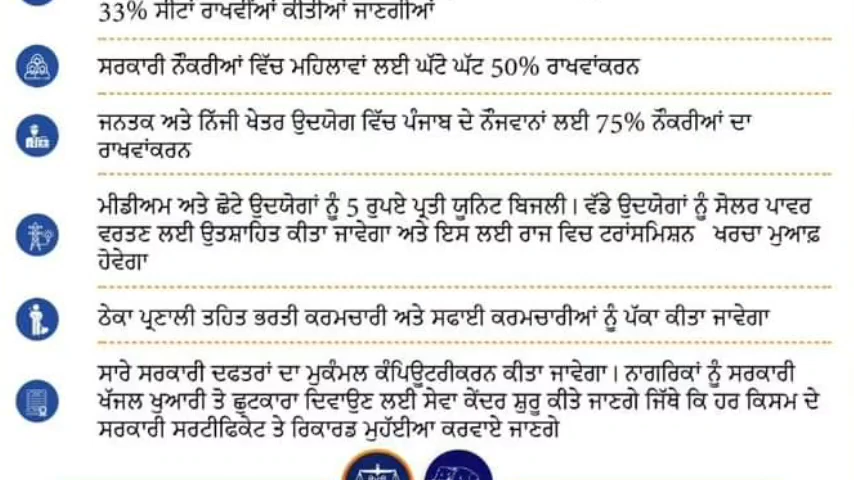 33% ਸੀਟਾਂ ਰਾਖਵੀਂਆਂ ਕੀਤੀਆਂ ਜਾਣਗੀਆਂ
ਸਰਕਾਰੀ ਨੌਕਰੀਆਂ ਵਿੱਚ ਮਹਿਲਾਵਾਂ ਲਈ ਘੱਟੋ ਘੱਟ 50% ਰਾਖਵਾਂਕਰਨ
ਜਨਤਕ ਅਤੇ ਨਿੱਜੀ ਖੇਤਰ ਉਦਯੋਗ ਵਿੱਚ ਪੰਜਾਬ ਦੇ ਨੌਜਵਾਨਾਂ ਲਈ 75% ਨੌਕਰੀਆਂ ਦਾ
ਰਾਖਵਾਂਕਰਨ
ਮੀਡੀਅਮ ਅਤੇ ਛੋਟੇ ਉਦਯੋਗਾਂ ਨੂੰ 5 ਰੁਪਏ ਪ੍ਰਤੀ ਯੂਨਿਟ ਬਿਜਲੀ। ਵੱਡੇ ਉਦਯੋਗਾਂ ਨੂੰ ਸੋਲਰ ਪਾਵਰ
ਵਰਤਣ ਲਈ ਉਤਸ਼ਾਹਿਤ ਕੀਤਾ ਜਾਵੇਗਾ ਅਤੇ ਇਸ ਲਈ ਰਾਜ ਵਿਚ ਟਰਾਂਸਮਿਸ਼ਨ ਖਰਚਾ ਮੁਆਫ਼
ਹੋਵੇਗਾ
ਠੇਕਾ ਪ੍ਰਣਾਲੀ ਤਹਿਤ ਭਰਤੀ ਕਰਮਚਾਰੀ ਅਤੇ ਸਫਾਈ ਕਰਮਚਾਰੀਆਂ ਨੂੰ ਪੱਕਾ ਕੀਤਾ ਜਾਵੇਗਾ
ਸਾਰੇ ਸਰਕਾਰੀ ਦਫਤਰਾਂ ਦਾ ਮੁਕੰਮਲ ਕੰਪਿਊਟਰੀਕਰਨ ਕੀਤਾ ਜਾਵੇਗਾ। ਨਾਗਰਿਕਾਂ ਨੂੰ ਸਰਕਾਰੀ
ਖੱਜਲ ਖੁਆਰੀ ਤੋ ਛੁਟਕਾਰਾ ਦਿਵਾਉਣ ਲਈ ਸੇਵਾ ਕੇਂਦਰ ਸ਼ੁਰੂ ਕੀਤੇ ਜਾਣਗੇ ਜਿੱਥੇ ਕਿ ਹਰ ਕਿਸਮ ਦੇ
ਸਰਕਾਰੀ ਸਰਟੀਫਿਕੇਟ ਤੇ ਰਿਕਾਰਡ ਮੁਹੱਈਆ ਕਰਵਾਏ ਜਾਣਗੇ